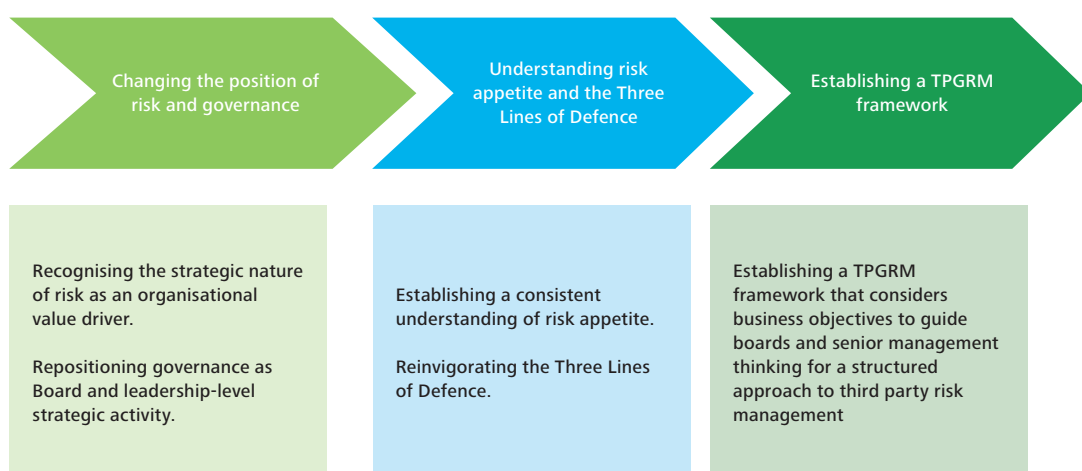 Changing the position of
risk and governance
Understanding risk
appetite and the Three
Lines of Defence
Establishing a TPGRM
framework
Recognising the strategic nature
of risk as an organisational
value driver.
Repositioning governance as
Board and leadership-level
strategic activity.
Establishing a consistent
understanding of risk appetite.
Reinvigorating the Three Lines
of Defence.
Establishing a TPGRM
framework that considers
business objectives to guide
boards and senior management
thinking for a structured
approach to third party risk
management